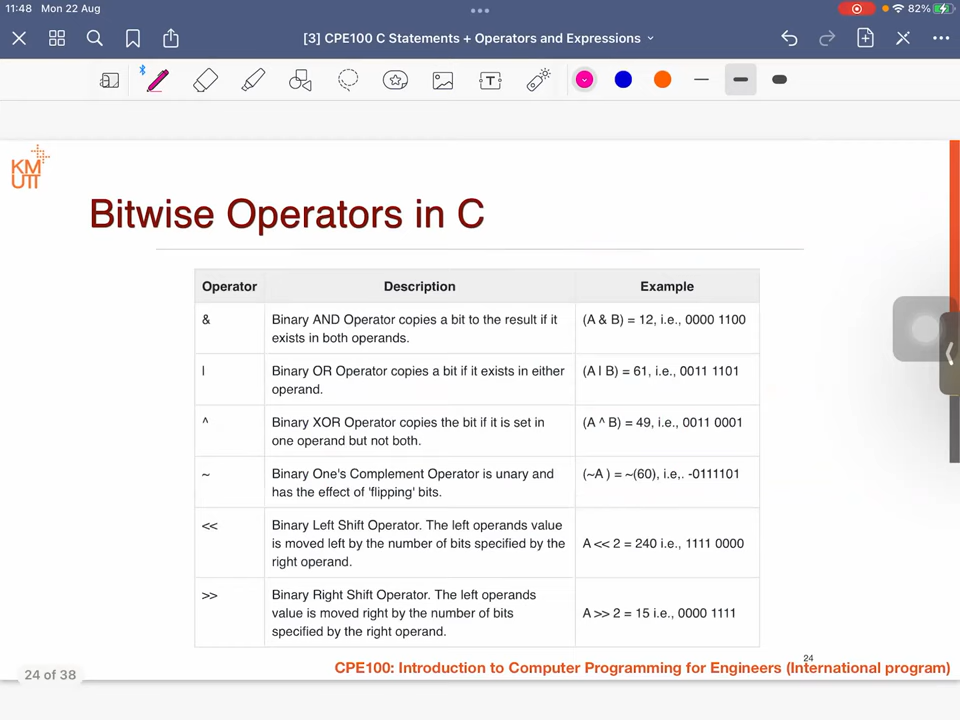 11:48 Mon 22 Aug
82%
[3] CPE100 C Statements + Operators and Expressions
T
KM
UTT
Bitwise Operators in C
Operator Description Example
& Binary AND Operator copies a bit to the result if it exists in both operands. (A & B) = 12, i.e., 0000 1100
| Binary OR Operator copies a bit if it exists in either operand. (A | B) = 61, i.e., 0011 1101
^ Binary XOR Operator copies the bit if it is set in one operand but not both. (A ^ B) = 49, i.e., 0011 0001
~ Binary One's Complement Operator is unary and has the effect of 'flipping' bits. (~A ) = ~(60), i.e,. -0111101
<< Binary Left Shift Operator. The left operands value is moved left by the number of bits specified by the right operand. A << 2 = 240 i.e., 1111 0000
>> Binary Right Shift Operator. The left operands value is moved right by the number of bits specified by the right operand. A >> 2 = 15 i.e., 0000 1111
24
CPE100: Introduction to Computer Programming for Engineers (International program)
24 of 38